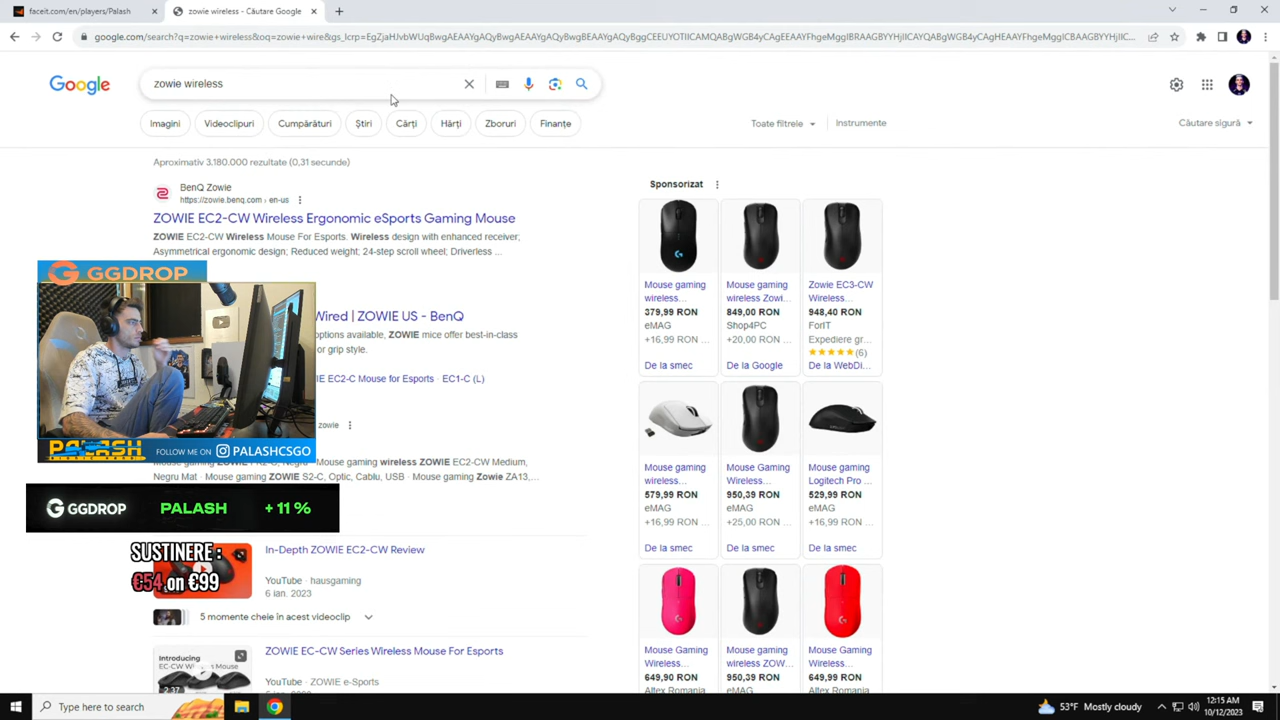 faceit.com/en/players/Palash
zowie wireless - Căutare Google
Google
zowie wireless
Imagini
Videoclipuri
Cumpărături
Știri
Cărți
Hărți
Zboruri
Finanțe
Toate filtrele
Instrumente
Căutare sigură
Aproximativ 3.180.000 rezultate (0,31 secunde)
BenQ Zowie
https://zowie.benq.com › en-us
ZOWIE EC2-CW Wireless Ergonomic eSports Gaming Mouse
ZOWIE EC2-CW Wireless Mouse For Esports. Wireless design with enhanced receiver;
Asymmetrical ergonomic design; Reduced weight; 24-step scroll wheel; Driverless ...
Wired | ZOWIE US - BenQ
options available, ZOWIE mice offer best-in-class
or grip style.
IE EC2-C Mouse for Esports · EC1-C (L)
zowie
EC2-CW Medium,
Negru Mat · Mouse gaming ZOWIE S2-C, Optic, Cablu, USB · Mouse gaming Zowie ZA13,...
GGDROP
PALASH
FOLLOW ME ON PALASHCSGO
GGDROP PALASH + 11 %
SUSTINERE :
€54 on €99
In-Depth ZOWIE EC2-CW Review
YouTube · hausgaming
6 ian. 2023
5 momente cheie în acest videoclip
Introducing
EC-CW Wireless Mouse
2:37
ZOWIE EC-CW Series Wireless Mouse For Esports
YouTube · ZOWIE e-Sports
Sponsorizat
Mouse gaming
wireless...
379,99 RON
eMAG
+16,99 RON ...
De la smec
Mouse gaming
wireless Zowi...
849,00 RON
Shop4PC
+20,00 RON ...
De la Google
Zowie EC3-CW
Wireless...
948,40 RON
ForIT
Expediere gr...
(6)
De la WebDi...
Mouse gaming
wireless...
579,99 RON
eMAG
+16,99 RON ...
De la smec
Mouse Gaming
Wireless...
950,39 RON
eMAG
+25,00 RON ...
De la smec
Mouse gaming
Logitech Pro ...
529,99 RON
eMAG
+16,99 RON ...
De la smec
Mouse Gaming
Wireless...
649,90 RON
Altex Romania
Mouse gaming
wireless ZOW...
950,39 RON
eMAG
Mouse Gaming
Wireless...
649,99 RON
Altex Romania
Type here to search
53°F Mostly cloudy
12:15 AM
10/12/2023